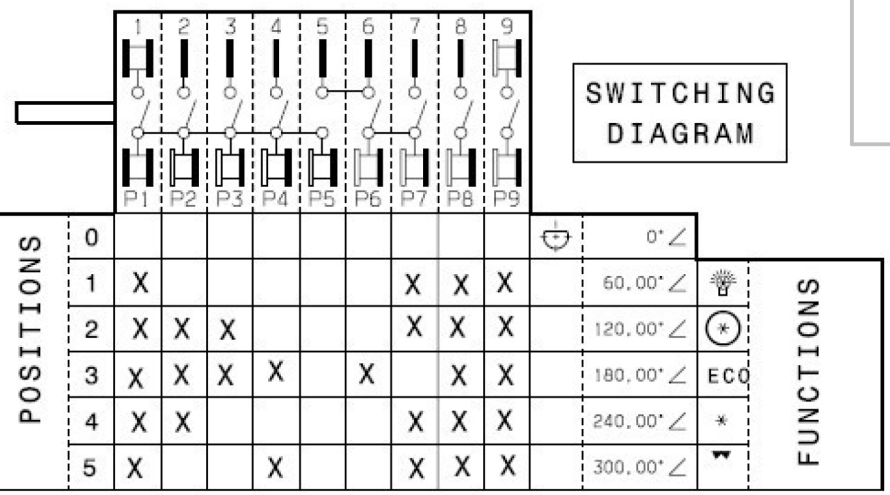 1 2 3 4 5 6 7 8 9
SWITCHING
DIAGRAM
P1 P2 P3 P4 P5 P6 P7 P8 P9
POSITIONS
0 0°
1 X X X X 60,00°
2 X X X X X X 120,00°
3 X X X X X X X 180,00° ECO
4 X X X X X 240,00° *
5 X X X X X 300,00°
FUNCTIONS